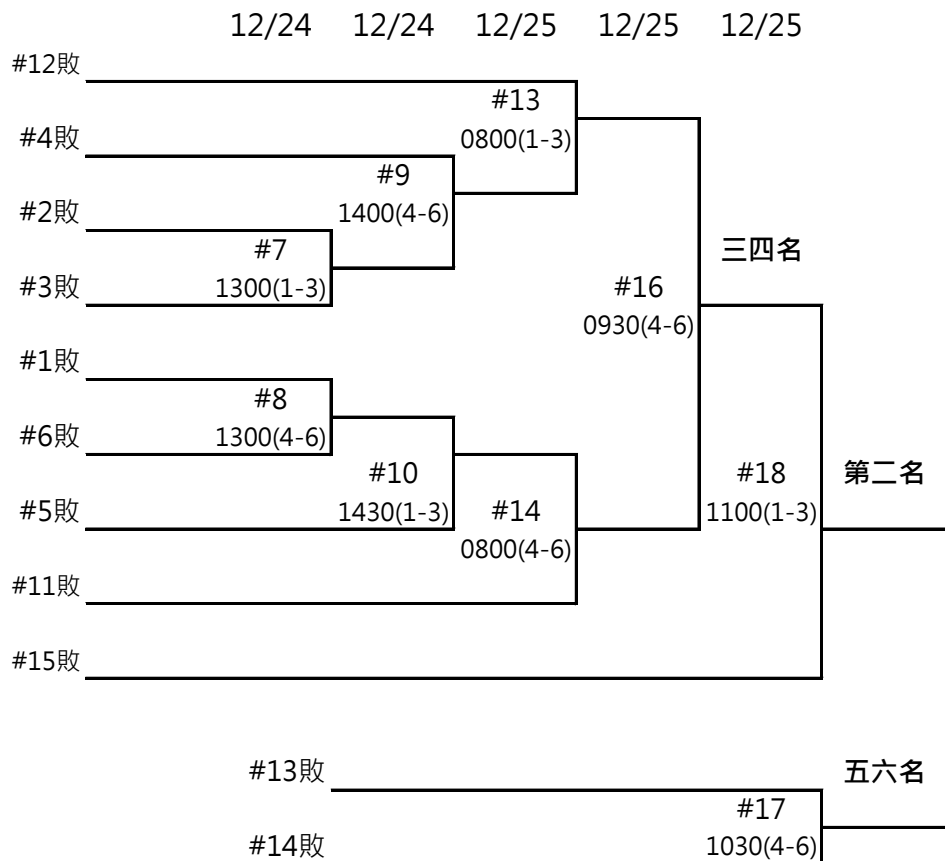 12/24 12/24 12/25 12/25 12/25
#12敗
#13
0800(1-3)
#4敗
#9
1400(4-6)
#2敗
#7
1300(1-3)
三四名
#3敗
#16
0930(4-6)
#1敗
#8
1300(4-6)
#6敗
#10
1430(1-3)
#18
1100(1-3)
第二名
#5敗
#14
0800(4-6)
#11敗
#15敗
#13敗
五六名
#17
1030(4-6)
#14敗